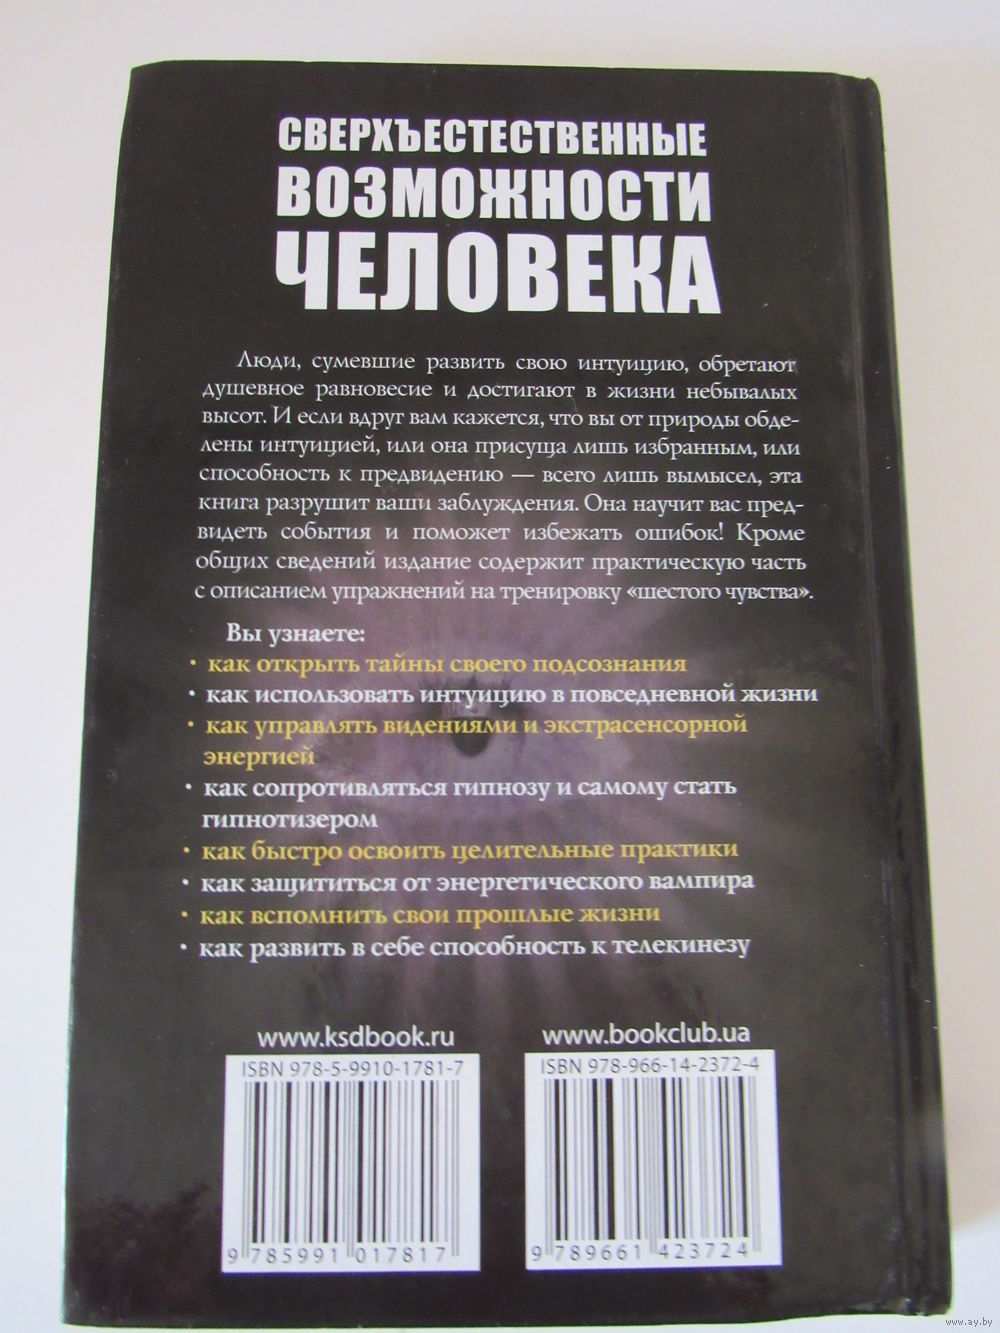 СВЕРХЪЕСТЕСТВЕННЫЕ
ВОЗМОЖНОСТИ
ЧЕЛОВЕКА
Люди, сумевшие развить свою интуицию, обретают
душевное равновесие и достигают в жизни небывалых
высот. И если вдруг вам кажется, что вы от природы обде-
лены интуицией, или она присуща лишь избранным, или
способность к предвидению — всего лишь вымысел, эта
книга разрушит ваши заблуждения. Она научит вас пред-
видеть события и поможет избежать ошибок! Кроме
общих сведений издание содержит практическую часть
с описанием упражнений на тренировку «шестого чувства».
Вы узнаете:
• как открыть тайны своего подсознания
• как использовать интуицию в повседневной жизни
• как управлять видениями и экстрасенсорной
энергией
• как сопротивляться гипнозу и самому стать
гипнотизером
• как быстро освоить целительные практики
• как защититься от энергетического вампира
• как вспомнить свои прошлые жизни
• как развить в себе способность к телекинезу
www.ksdbook.ru
ISBN 978-5-9910-1781-7
9 785991 017817
www.bookclub.ua
ISBN 978-966-14-2372-4
9 789661 423724
www.ay.by